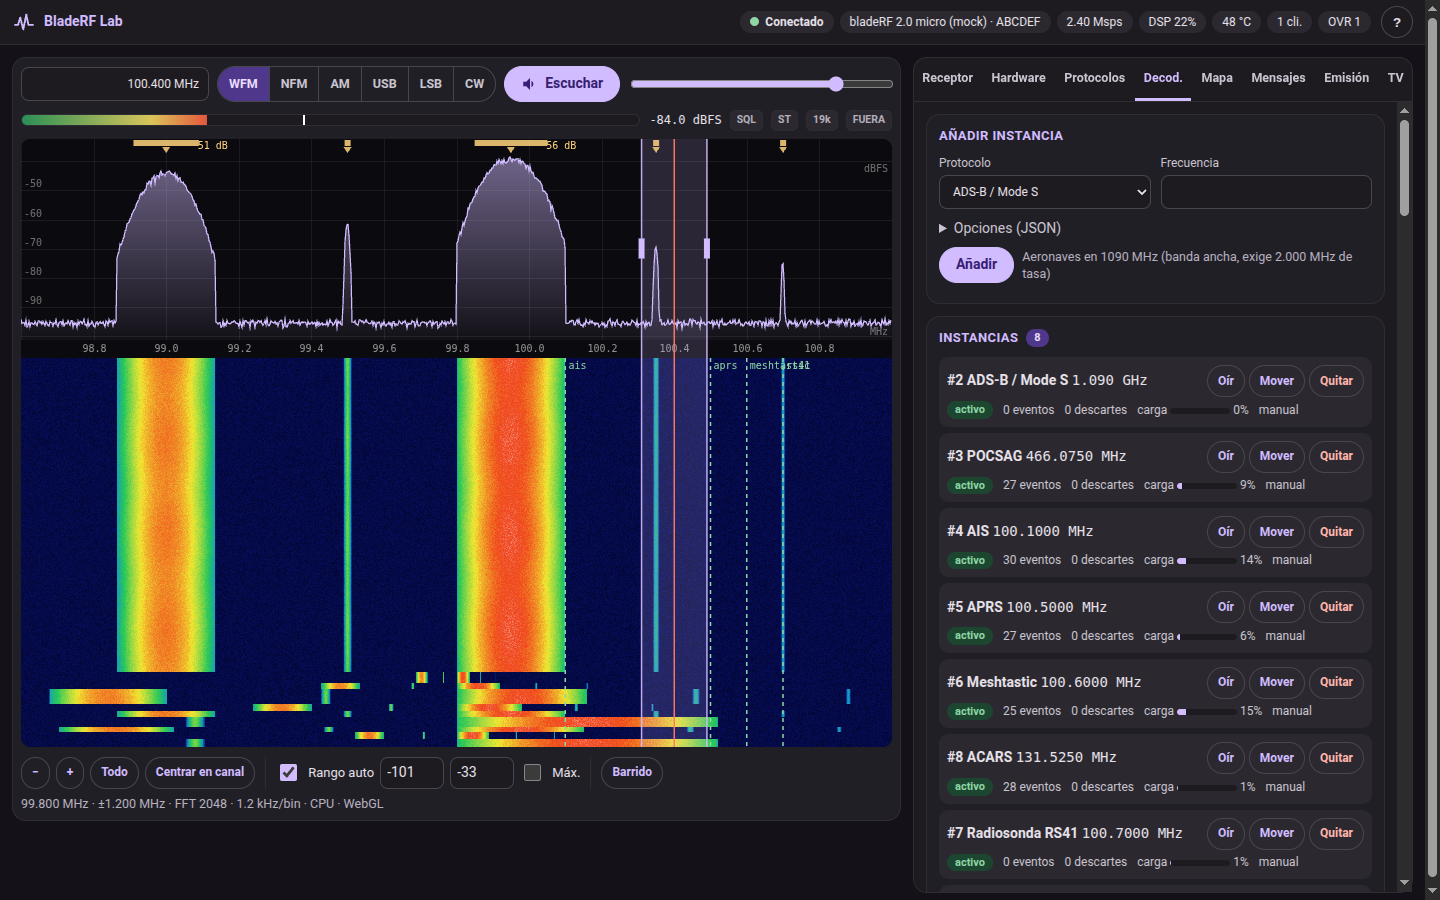 BladeRF Lab
Conectado
bladeRF 2.0 micro (mock) · ABCDEF
2.40 Msps
DSP 22%
48 °C
1 cli.
OVR 1
?
100.400 MHz
WFM NFM AM USB LSB CW
Escuchar
-84.0 dBFS
SQL ST 19k FUERA
51 dB 56 dB
dBFS
-50
-60
-70
-80
-90
MHz
98.8 99.0 99.2 99.4 99.6 99.8 100.0 100.2 100.4 100.6 100.8
ais aprs
− + Todo Centrar en canal
Rango auto -101 -33 Máx. Barrido
99.800 MHz · ±1.200 MHz · FFT 2048 · 1.2 kHz/bin · CPU · WebGL
Receptor Hardware Protocolos Decod. Mapa Mensajes Emisión TV
AÑADIR INSTANCIA
Protocolo Frecuencia
ADS-B / Mode S
Opciones (JSON)
Añadir
Aeronaves en 1090 MHz (banda ancha, exige 2.000 MHz de
tasa)
INSTANCIAS 8
#2 ADS-B / Mode S 1.090 GHz Oír Mover Quitar
activo 0 eventos 0 descartes carga 0% manual
#3 POCSAG 466.0750 MHz Oír Mover Quitar
activo 27 eventos 0 descartes carga 9% manual
#4 AIS 100.1000 MHz Oír Mover Quitar
activo 30 eventos 0 descartes carga 14% manual
#5 APRS 100.5000 MHz Oír Mover Quitar
activo 27 eventos 0 descartes carga 6% manual
#6 Meshtastic 100.6000 MHz Oír Mover Quitar
activo 25 eventos 0 descartes carga 15% manual
#8 ACARS 131.5250 MHz Oír Mover Quitar
activo 28 eventos 0 descartes carga 1% manual
#7 Radiosonda RS41 100.7000 MHz Oír Mover Quitar
activo 0 eventos 0 descartes carga 1% manual